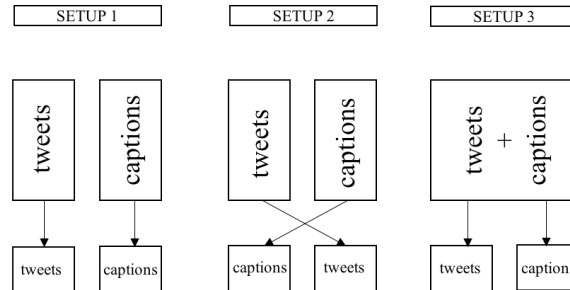 SETUP 1
SETUP 2
SETUP 3
tweets
captions
tweets
captions
tweets + captions
tweets
captions
captions
tweets
tweets
caption